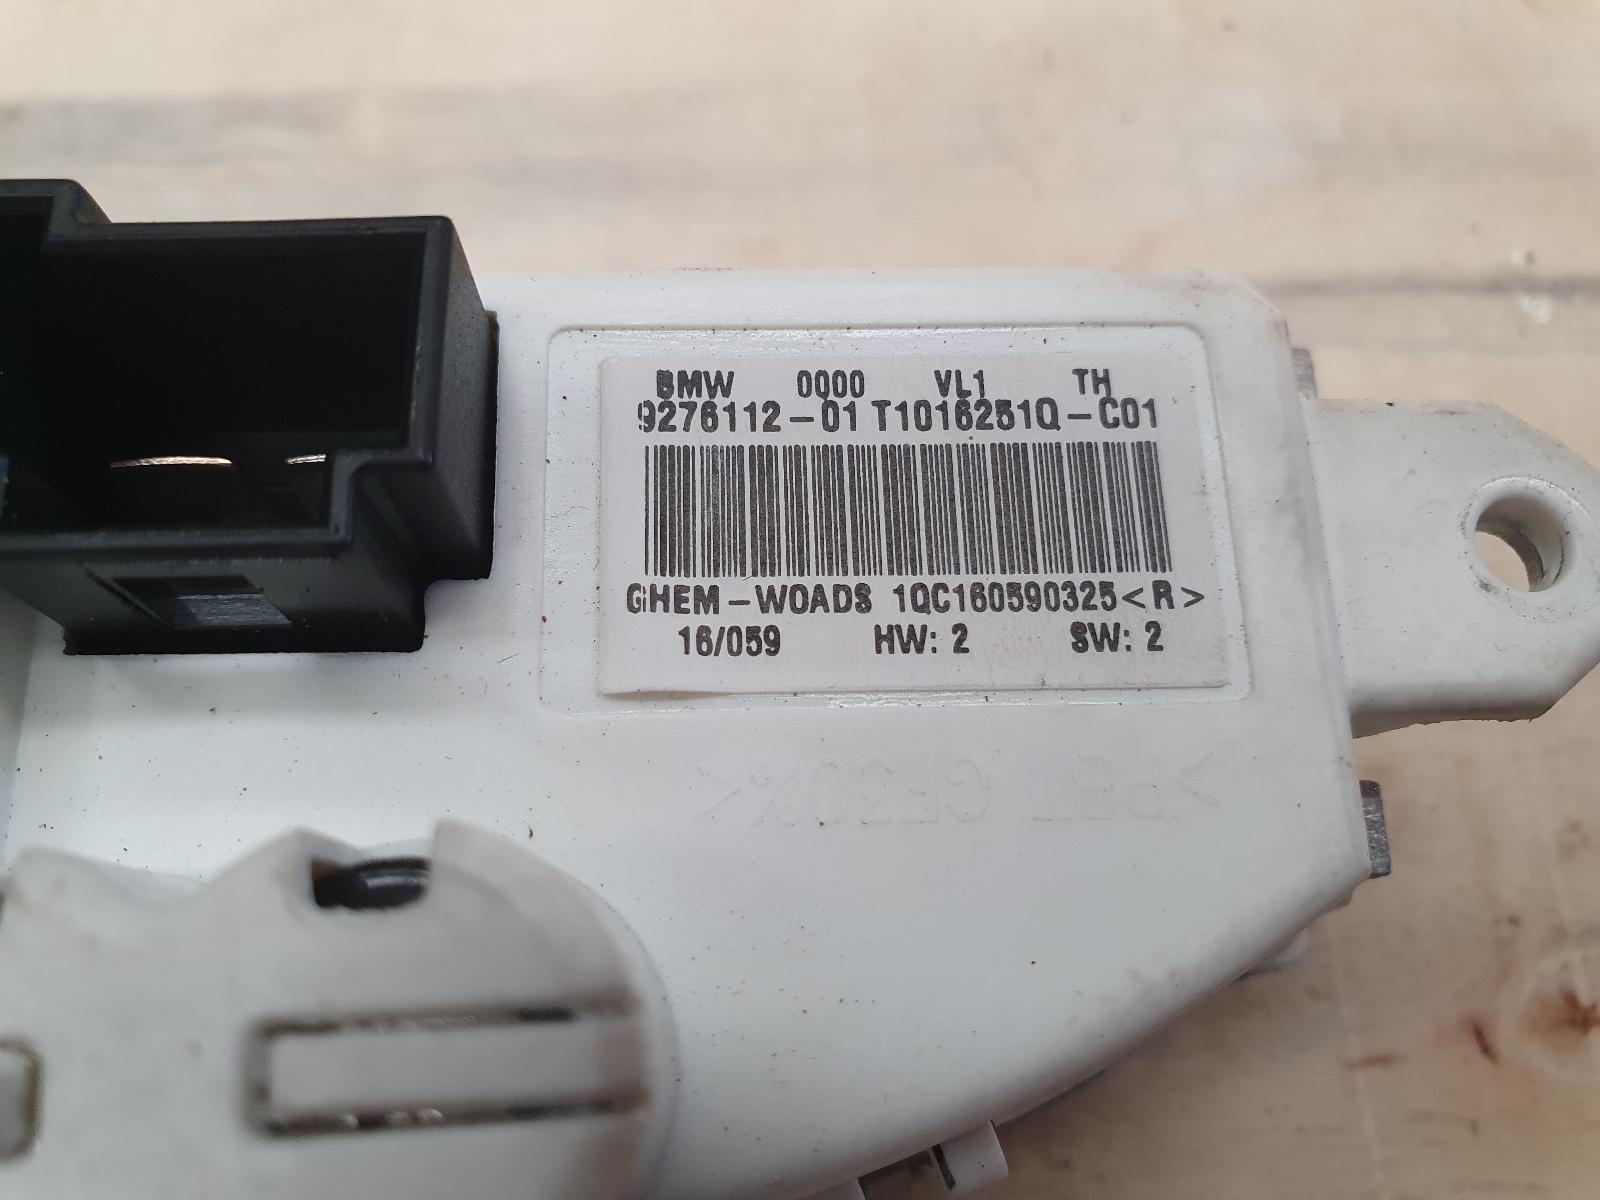 BMW 0000 VL1 TH
9276112-01 T1016251Q-C01
GHEM-WOADS 1QC160590325<R>
16/059 HW: 2 SW: 2
>PBT GF30%<